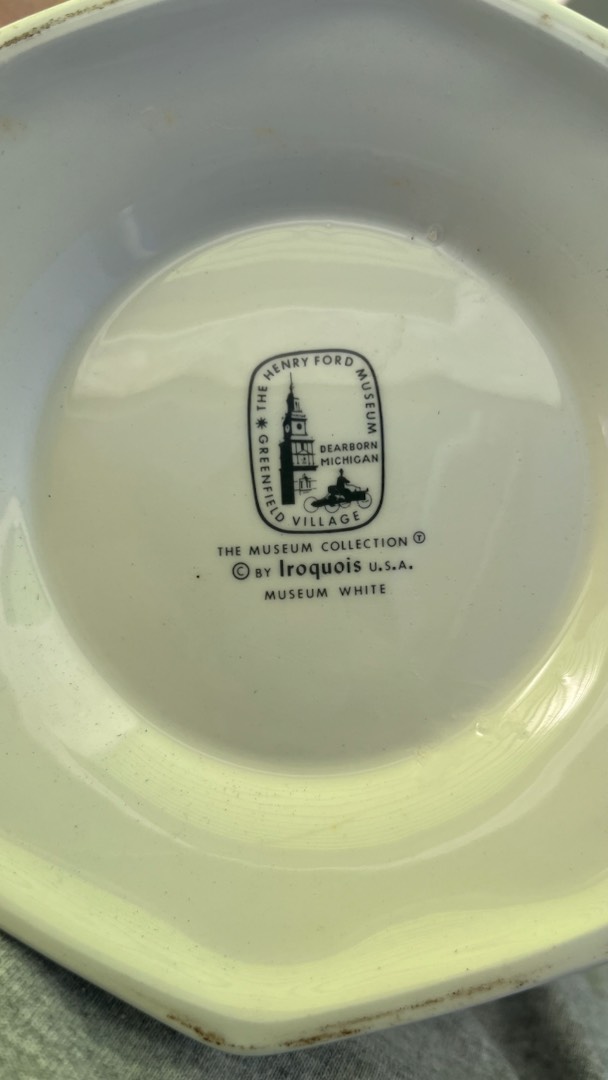 THE HENRY FORD MUSEUM
GREENFIELD VILLAGE
DEARBORN
MICHIGAN
THE MUSEUM COLLECTION Ⓣ
© BY Iroquois U.S.A.
MUSEUM WHITE